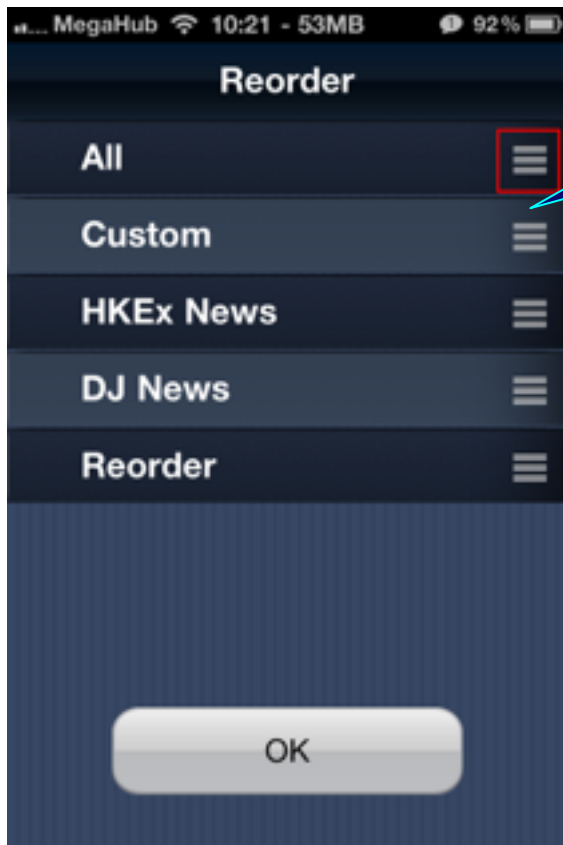 ... MegaHub 10:21 - 53MB 92%
Reorder
All
Custom
HKEx News
DJ News
Reorder
OK